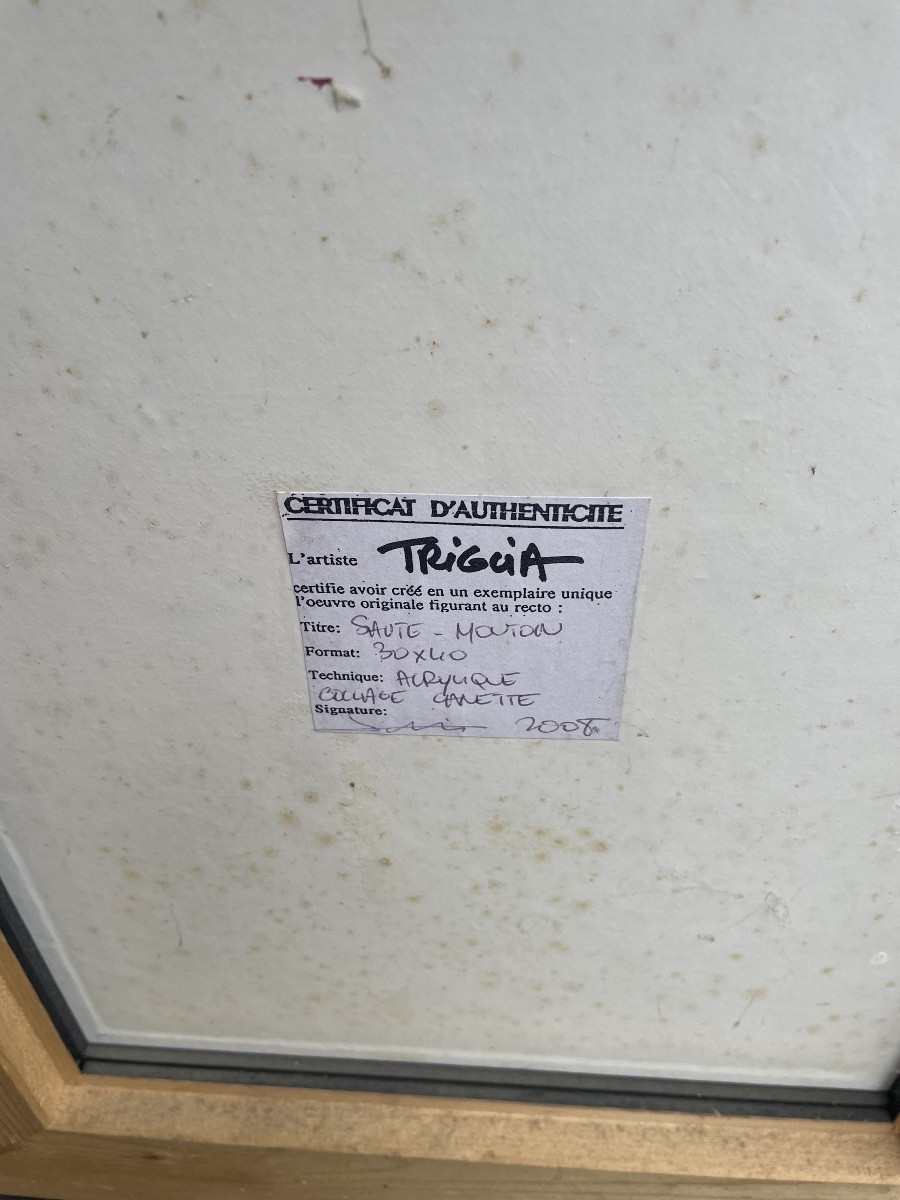 CERTIFICAT D'AUTHENTICITE
L'artiste TRIGLIA
certifie avoir créé en un exemplaire unique
l'oeuvre originale figurant au recto :
Titre: SAUTE - MOUTON
Format: 30x40
Technique: ACRYLIQUE
COLLAGE CANETTE
Signature:
2008